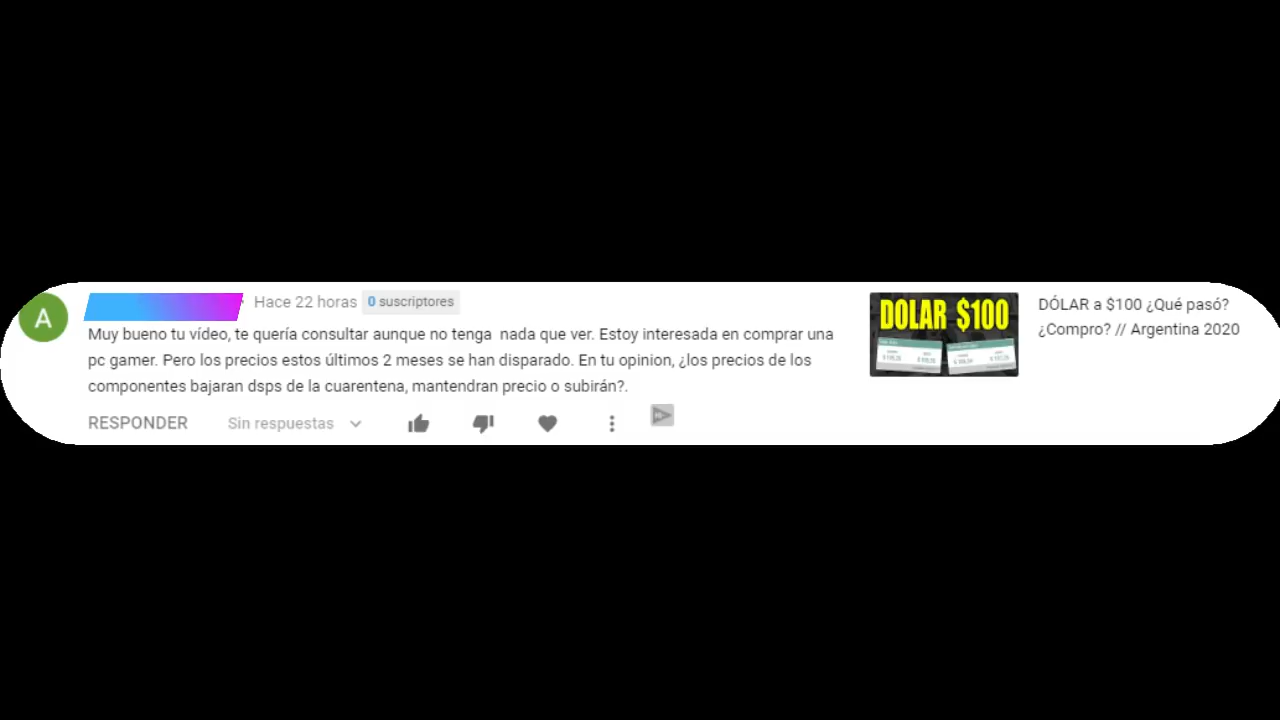 A
Hace 22 horas
0 suscriptores
Muy bueno tu vídeo, te quería consultar aunque no tenga nada que ver. Estoy interesada en comprar una
pc gamer. Pero los precios estos últimos 2 meses se han disparado. En tu opinion, ¿los precios de los
componentes bajaran dsps de la cuarentena, mantendran precio o subirán?.
RESPONDER
Sin respuestas
DOLAR $100
DÓLAR a $100 ¿Qué pasó?
¿Compro? // Argentina 2020